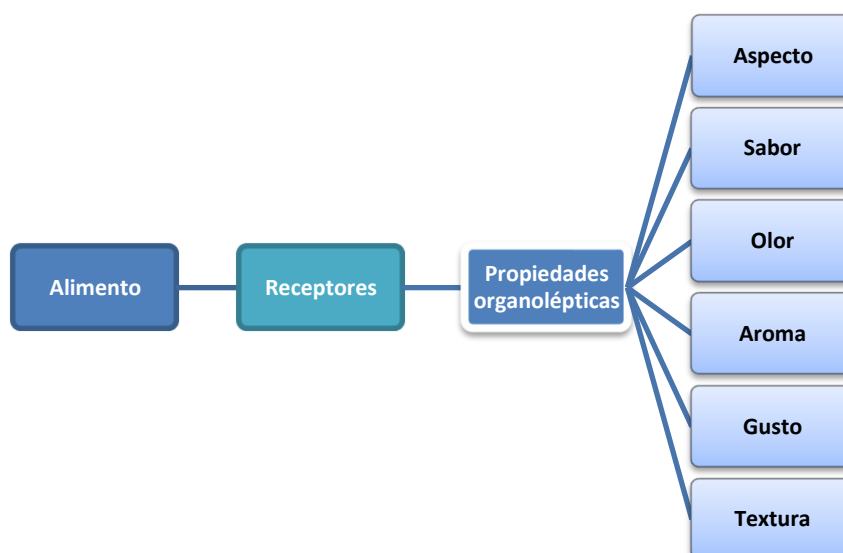 Alimento
Receptores
Propiedades
organolépticas
Aspecto
Sabor
Olor
Aroma
Gusto
Textura